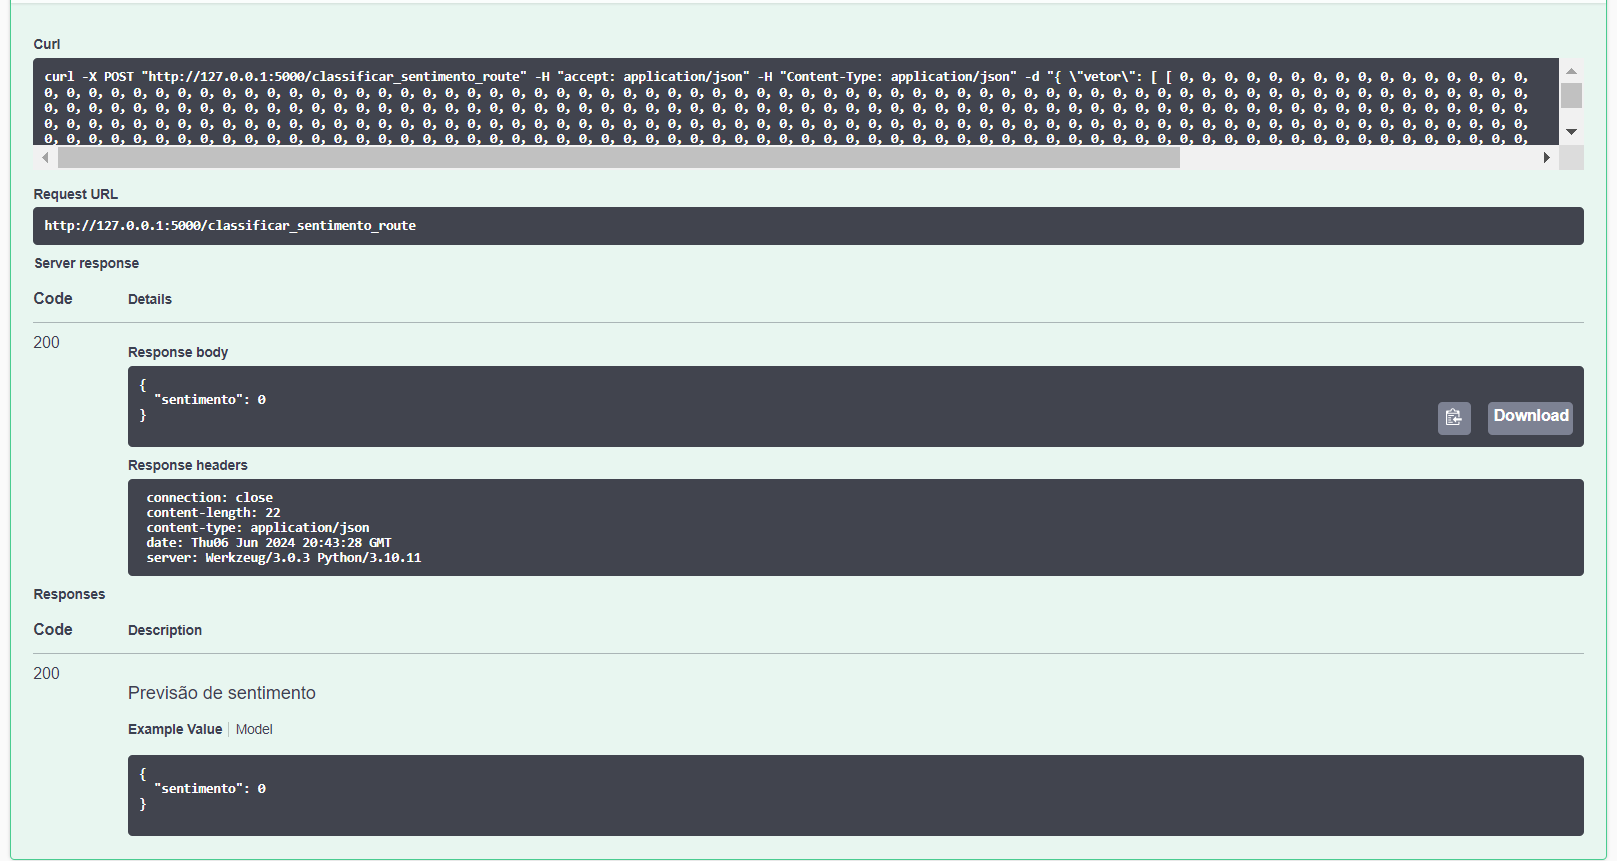 Curl
curl -X POST "http://127.0.0.1:5000/classificar_sentimento_route" -H "accept: application/json" -H "Content-Type: application/json" -d "{ \"vetor\": [ [ 0, 0, 0, 0, 0, 0, 0, 0, 0, 0, 0, 0, 0, 0, 0, 0,
0, 0, 0, 0, 0, 0, 0, 0, 0, 0, 0, 0, 0, 0, 0, 0, 0, 0, 0, 0, 0, 0, 0, 0, 0, 0, 0, 0, 0, 0, 0, 0, 0, 0, 0, 0, 0, 0, 0, 0, 0, 0, 0, 0, 0, 0, 0, 0, 0, 0, 0,
0, 0, 0, 0, 0, 0, 0, 0, 0, 0, 0, 0, 0, 0, 0, 0, 0, 0, 0, 0, 0, 0, 0, 0, 0, 0, 0, 0, 0, 0, 0, 0, 0, 0, 0, 0, 0, 0, 0, 0, 0, 0, 0, 0, 0, 0, 0, 0, 0, 0, 0,
0, 0, 0, 0, 0, 0, 0, 0, 0, 0, 0, 0, 0, 0, 0, 0, 0, 0, 0, 0, 0, 0, 0, 0, 0, 0, 0, 0, 0, 0, 0, 0, 0, 0, 0, 0, 0, 0, 0, 0, 0, 0, 0, 0, 0, 0, 0, 0, 0, 0, 0,
0, 0, 0, 0, 0, 0, 0, 0, 0, 0, 0, 0, 0, 0, 0, 0, 0, 0, 0, 0, 0, 0, 0, 0, 0, 0, 0, 0, 0, 0, 0, 0, 0, 0, 0, 0, 0, 0, 0, 0, 0, 0, 0, 0, 0, 0, 0, 0, 0, 0, 0,
Request URL
http://127.0.0.1:5000/classificar_sentimento_route
Server response
Code Details
200
Response body
{
"sentimento": 0
}
Download
Response headers
connection: close
content-length: 22
content-type: application/json
date: Thu06 Jun 2024 20:43:28 GMT
server: Werkzeug/3.0.3 Python/3.10.11
Responses
Code Description
200
Previsão de sentimento
Example Value Model
{
"sentimento": 0
}